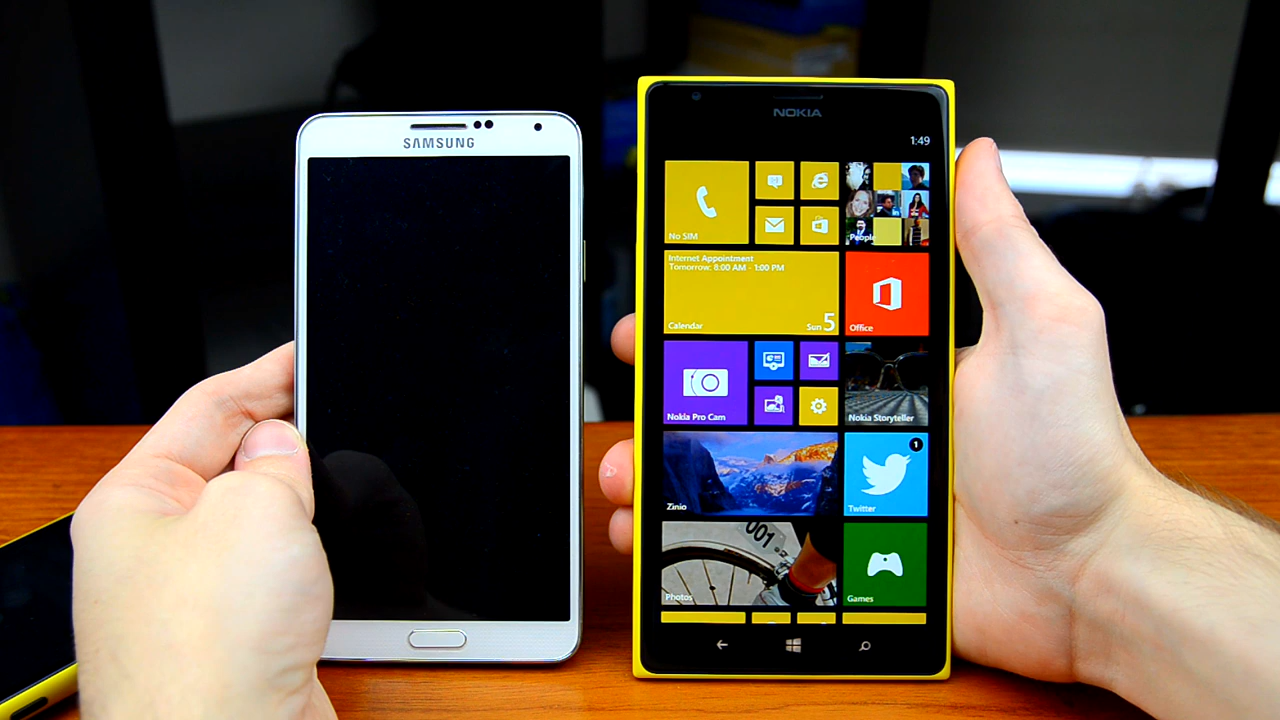 SAMSUNG
NOKIA
1:49
No SIM
People
Internet Appointment
Tomorrow: 8:00 AM - 1:00 PM
Calendar
Sun 5
Office
Nokia Pro Cam
Nokia Storyteller
Zinio
1
Twitter
001
Photos
Games